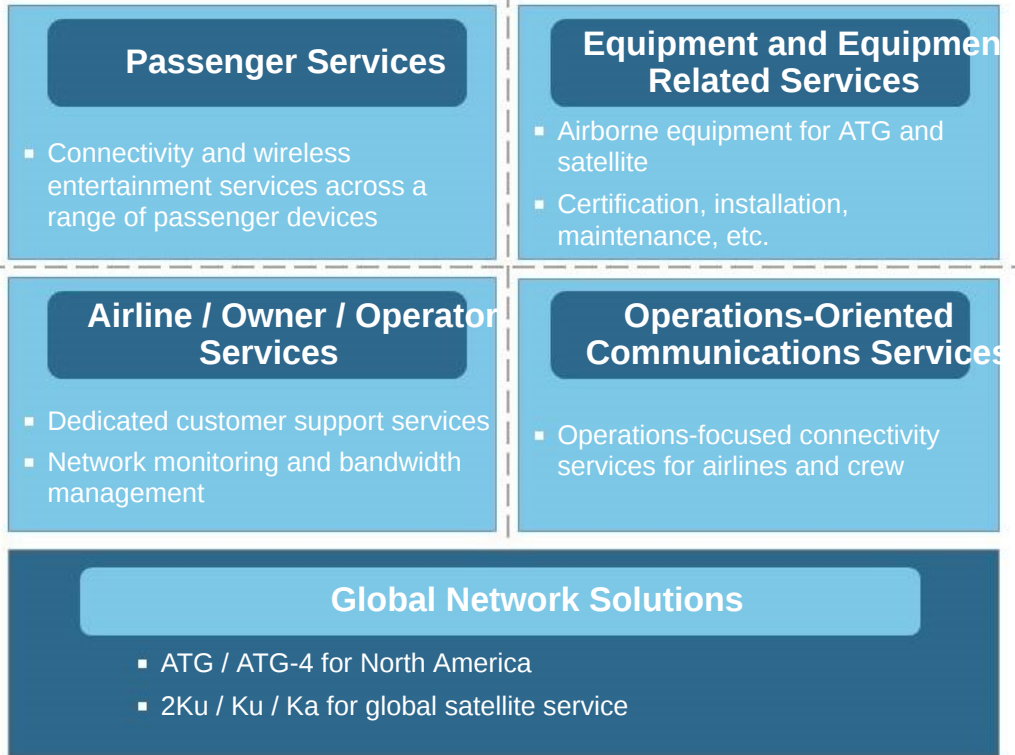 Passenger Services
▪ Connectivity and wireless
entertainment services across a
range of passenger devices
Equipment and Equipmen
Related Services
▪ Airborne equipment for ATG and
satellite
▪ Certification, installation,
maintenance, etc.
Airline / Owner / Operator
Services
▪ Dedicated customer support services
▪ Network monitoring and bandwidth
management
Operations-Oriented
Communications Services
▪ Operations-focused connectivity
services for airlines and crew
Global Network Solutions
▪ ATG / ATG-4 for North America
▪ 2Ku / Ku / Ka for global satellite service